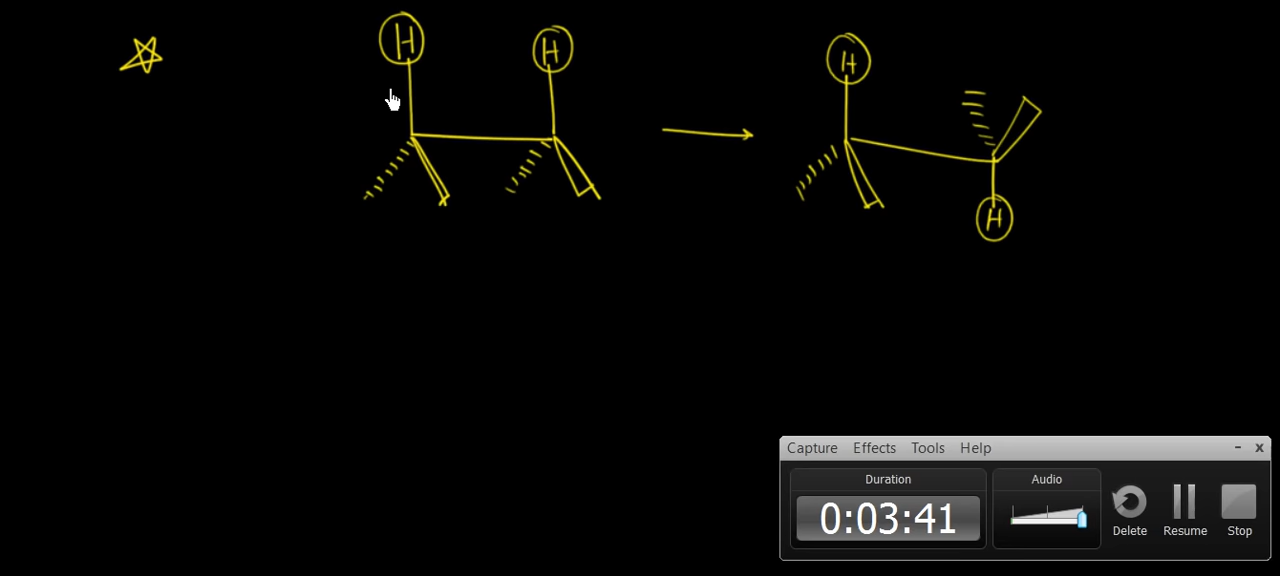 H H H
H
Capture Effects Tools Help - x
Duration Audio
0:03:41
Delete Resume Stop